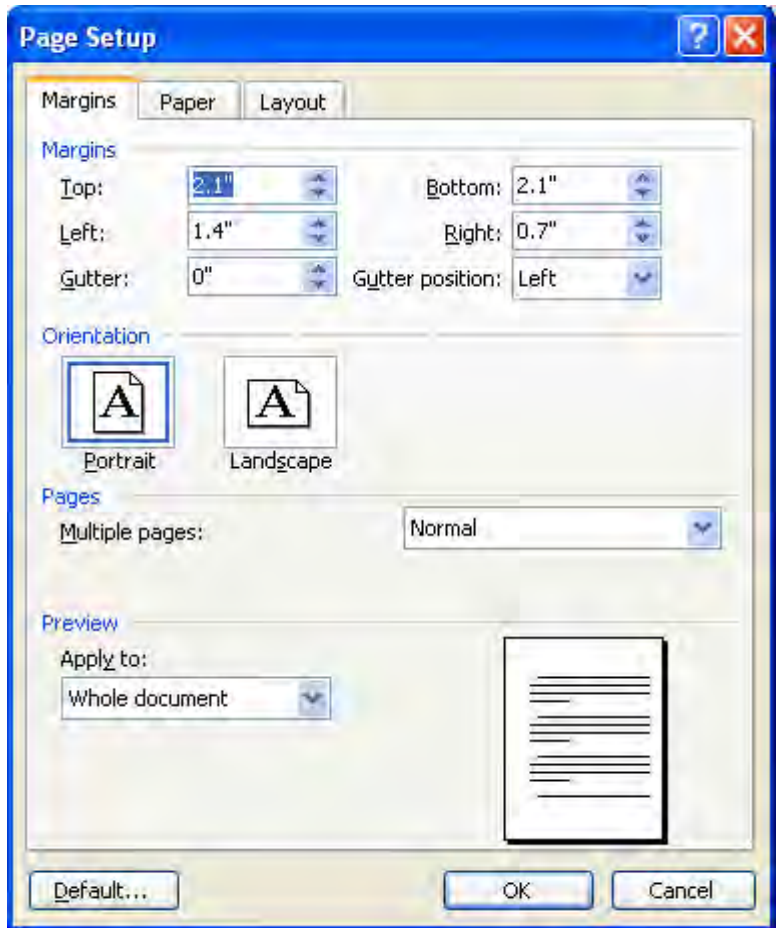 Page Setup
Margins Paper Layout
Margins
Top: 2.1" Bottom: 2.1"
Left: 1.4" Right: 0.7"
Gutter: 0" Gutter position: Left
Orientation
A A
Portrait Landscape
Pages
Multiple pages: Normal
Preview
Apply to:
Whole document
Default... OK Cancel